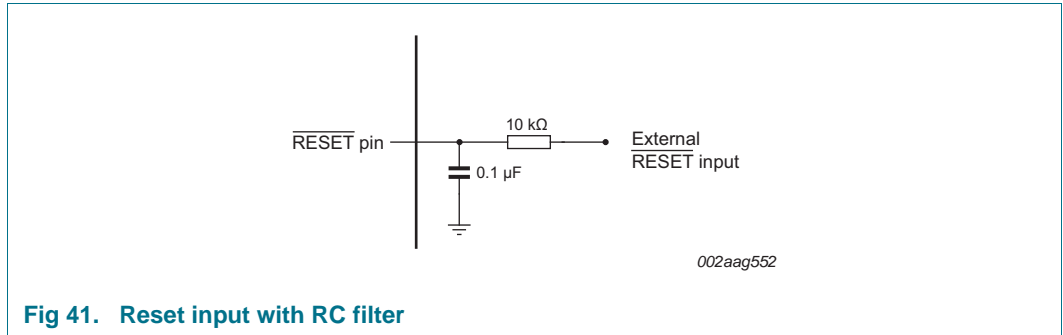 10 kΩ
RESET pin
External
RESET input
0.1 µF
002aag552
Fig 41. Reset input with RC filter